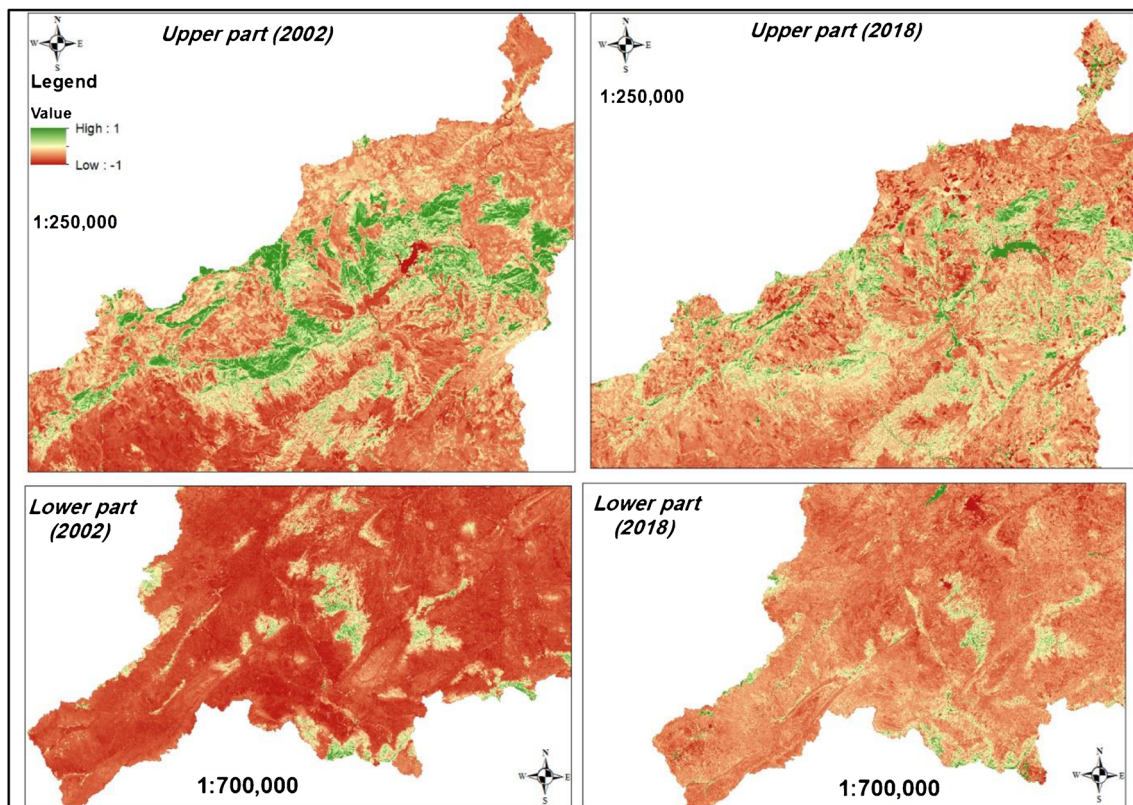 Upper part (2002)
N
W E
S
Legend
Value
High : 1
Low : -1
1:250,000
Upper part (2018)
N
W E
S
1:250,000
Lower part
(2002)
1:700,000
N
W E
S
Lower part
(2018)
1:700,000
N
W E
S